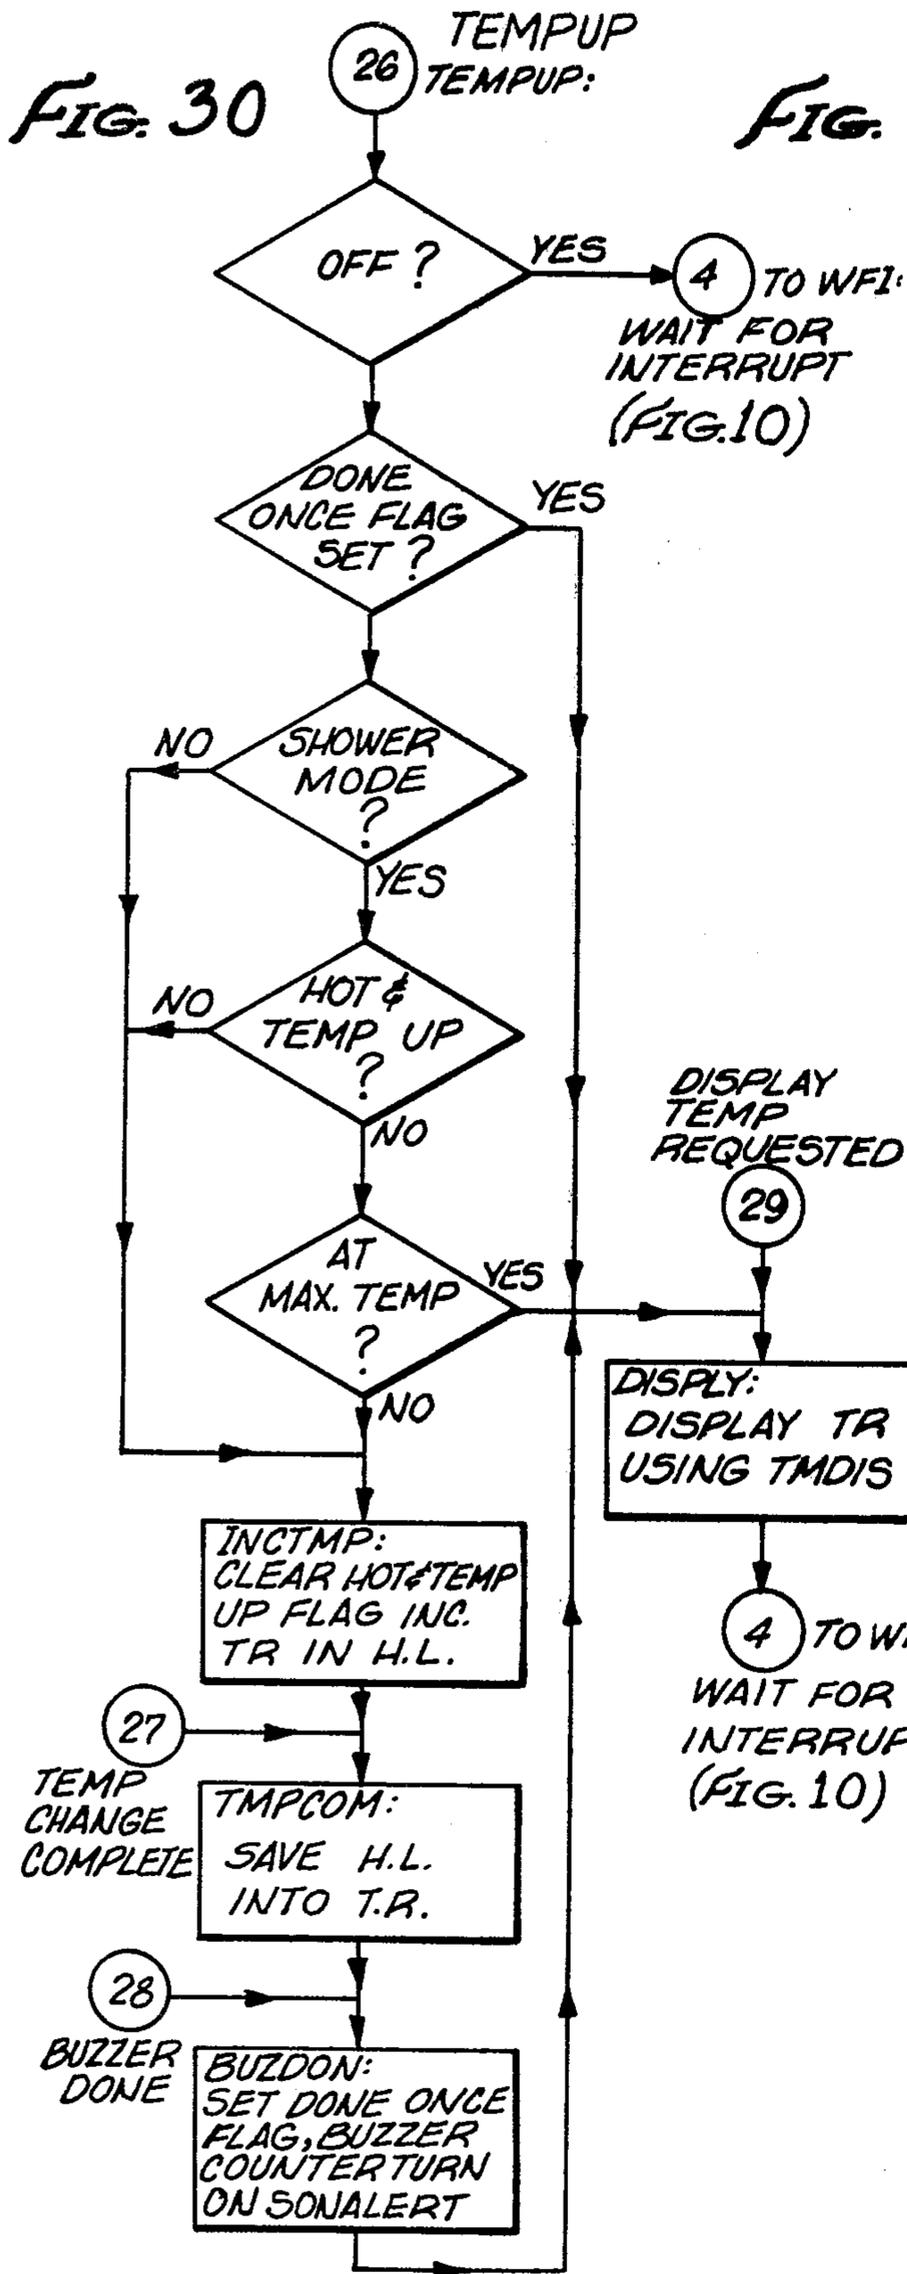 FIG. 30
26
TEMPUP
TEMPUP:
FIG.
OFF?
YES
4
TO WFI:
WAIT FOR
INTERRUPT
(FIG.10)
DONE
ONCE FLAG
SET?
YES
SHOWER
MODE
?
NO
YES
HOT &
TEMP UP
?
NO
NO
AT
MAX. TEMP
?
YES
NO
DISPLAY
TEMP
REQUESTED
29
DISPLY:
DISPLAY TR
USING TMDIS
4
TO
WAIT FOR
(FIG.10)
INCTMP:
CLEAR HOT&TEMP
UP FLAG INC.
TR IN H.L.
27
TEMP
CHANGE
COMPLETE
TMPCOM:
SAVE H.L.
INTO T.R.
28
BUZZER
DONE
BUZDON:
SET DONE ONCE
FLAG, BUZZER
COUNTER TURN
ON SONALERT